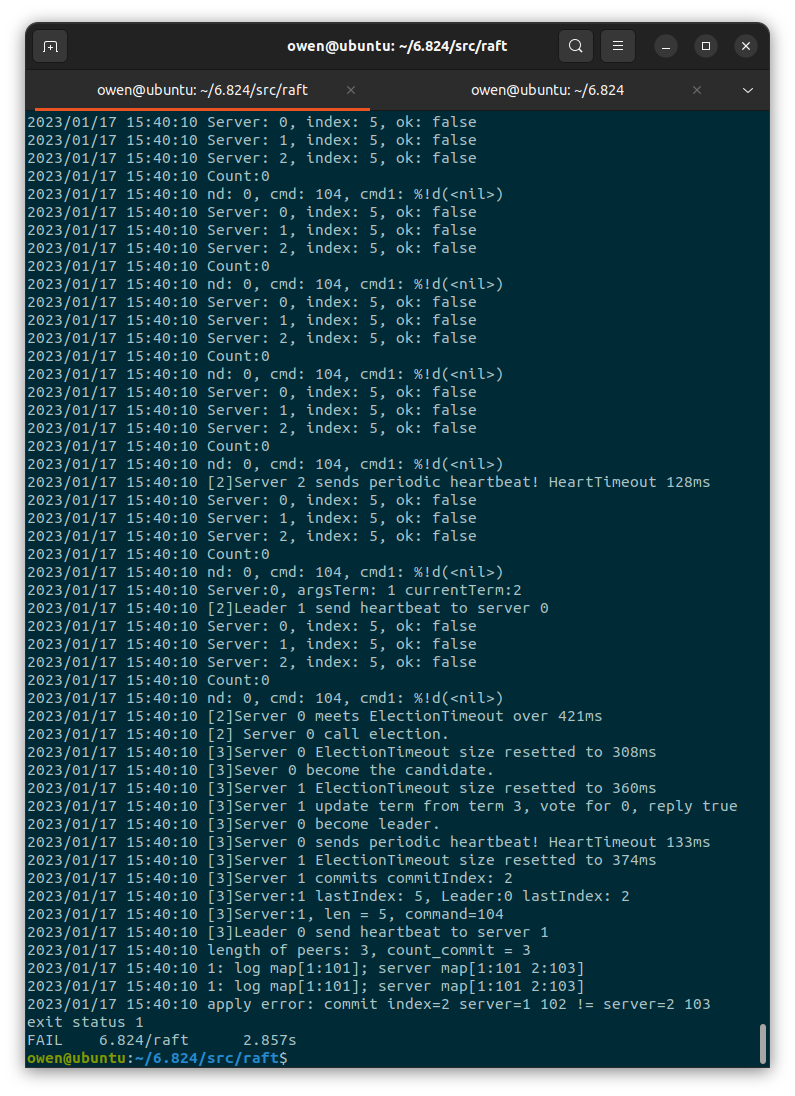 owen@ubuntu: ~/6.824/src/raft
owen@ubuntu: ~/6.824/src/raft × owen@ubuntu: ~/6.824 ×
2023/01/17 15:40:10 Server: 0, index: 5, ok: false
2023/01/17 15:40:10 Server: 1, index: 5, ok: false
2023/01/17 15:40:10 Server: 2, index: 5, ok: false
2023/01/17 15:40:10 Count:0
2023/01/17 15:40:10 nd: 0, cmd: 104, cmd1: %!d(<nil>)
2023/01/17 15:40:10 Server: 0, index: 5, ok: false
2023/01/17 15:40:10 Server: 1, index: 5, ok: false
2023/01/17 15:40:10 Server: 2, index: 5, ok: false
2023/01/17 15:40:10 Count:0
2023/01/17 15:40:10 nd: 0, cmd: 104, cmd1: %!d(<nil>)
2023/01/17 15:40:10 Server: 0, index: 5, ok: false
2023/01/17 15:40:10 Server: 1, index: 5, ok: false
2023/01/17 15:40:10 Server: 2, index: 5, ok: false
2023/01/17 15:40:10 Count:0
2023/01/17 15:40:10 nd: 0, cmd: 104, cmd1: %!d(<nil>)
2023/01/17 15:40:10 Server: 0, index: 5, ok: false
2023/01/17 15:40:10 Server: 1, index: 5, ok: false
2023/01/17 15:40:10 Server: 2, index: 5, ok: false
2023/01/17 15:40:10 Count:0
2023/01/17 15:40:10 nd: 0, cmd: 104, cmd1: %!d(<nil>)
2023/01/17 15:40:10 [2]Server 2 sends periodic heartbeat! HeartTimeout 128ms
2023/01/17 15:40:10 Server: 0, index: 5, ok: false
2023/01/17 15:40:10 Server: 1, index: 5, ok: false
2023/01/17 15:40:10 Server: 2, index: 5, ok: false
2023/01/17 15:40:10 Count:0
2023/01/17 15:40:10 nd: 0, cmd: 104, cmd1: %!d(<nil>)
2023/01/17 15:40:10 Server:0, argsTerm: 1 currentTerm:2
2023/01/17 15:40:10 [2]Leader 1 send heartbeat to server 0
2023/01/17 15:40:10 Server: 0, index: 5, ok: false
2023/01/17 15:40:10 Server: 1, index: 5, ok: false
2023/01/17 15:40:10 Server: 2, index: 5, ok: false
2023/01/17 15:40:10 Count:0
2023/01/17 15:40:10 nd: 0, cmd: 104, cmd1: %!d(<nil>)
2023/01/17 15:40:10 [2]Server 0 meets ElectionTimeout over 421ms
2023/01/17 15:40:10 [2] Server 0 call election.
2023/01/17 15:40:10 [3]Server 0 ElectionTimeout size resetted to 308ms
2023/01/17 15:40:10 [3]Sever 0 become the candidate.
2023/01/17 15:40:10 [3]Server 1 ElectionTimeout size resetted to 360ms
2023/01/17 15:40:10 [3]Server 1 update term from term 3, vote for 0, reply true
2023/01/17 15:40:10 [3]Server 0 become leader.
2023/01/17 15:40:10 [3]Server 0 sends periodic heartbeat! HeartTimeout 133ms
2023/01/17 15:40:10 [3]Server 1 ElectionTimeout size resetted to 374ms
2023/01/17 15:40:10 [3]Server 1 commits commitIndex: 2
2023/01/17 15:40:10 [3]Server:1 lastIndex: 5, Leader:0 lastIndex: 2
2023/01/17 15:40:10 [3]Server:1, len = 5, command=104
2023/01/17 15:40:10 [3]Leader 0 send heartbeat to server 1
2023/01/17 15:40:10 length of peers: 3, count_commit = 3
2023/01/17 15:40:10 1: log map[1:101]; server map[1:101 2:103]
2023/01/17 15:40:10 1: log map[1:101]; server map[1:101 2:103]
2023/01/17 15:40:10 apply error: commit index=2 server=1 102 != server=2 103
exit status 1
FAIL 6.824/raft 2.857s
owen@ubuntu:~/6.824/src/raft$